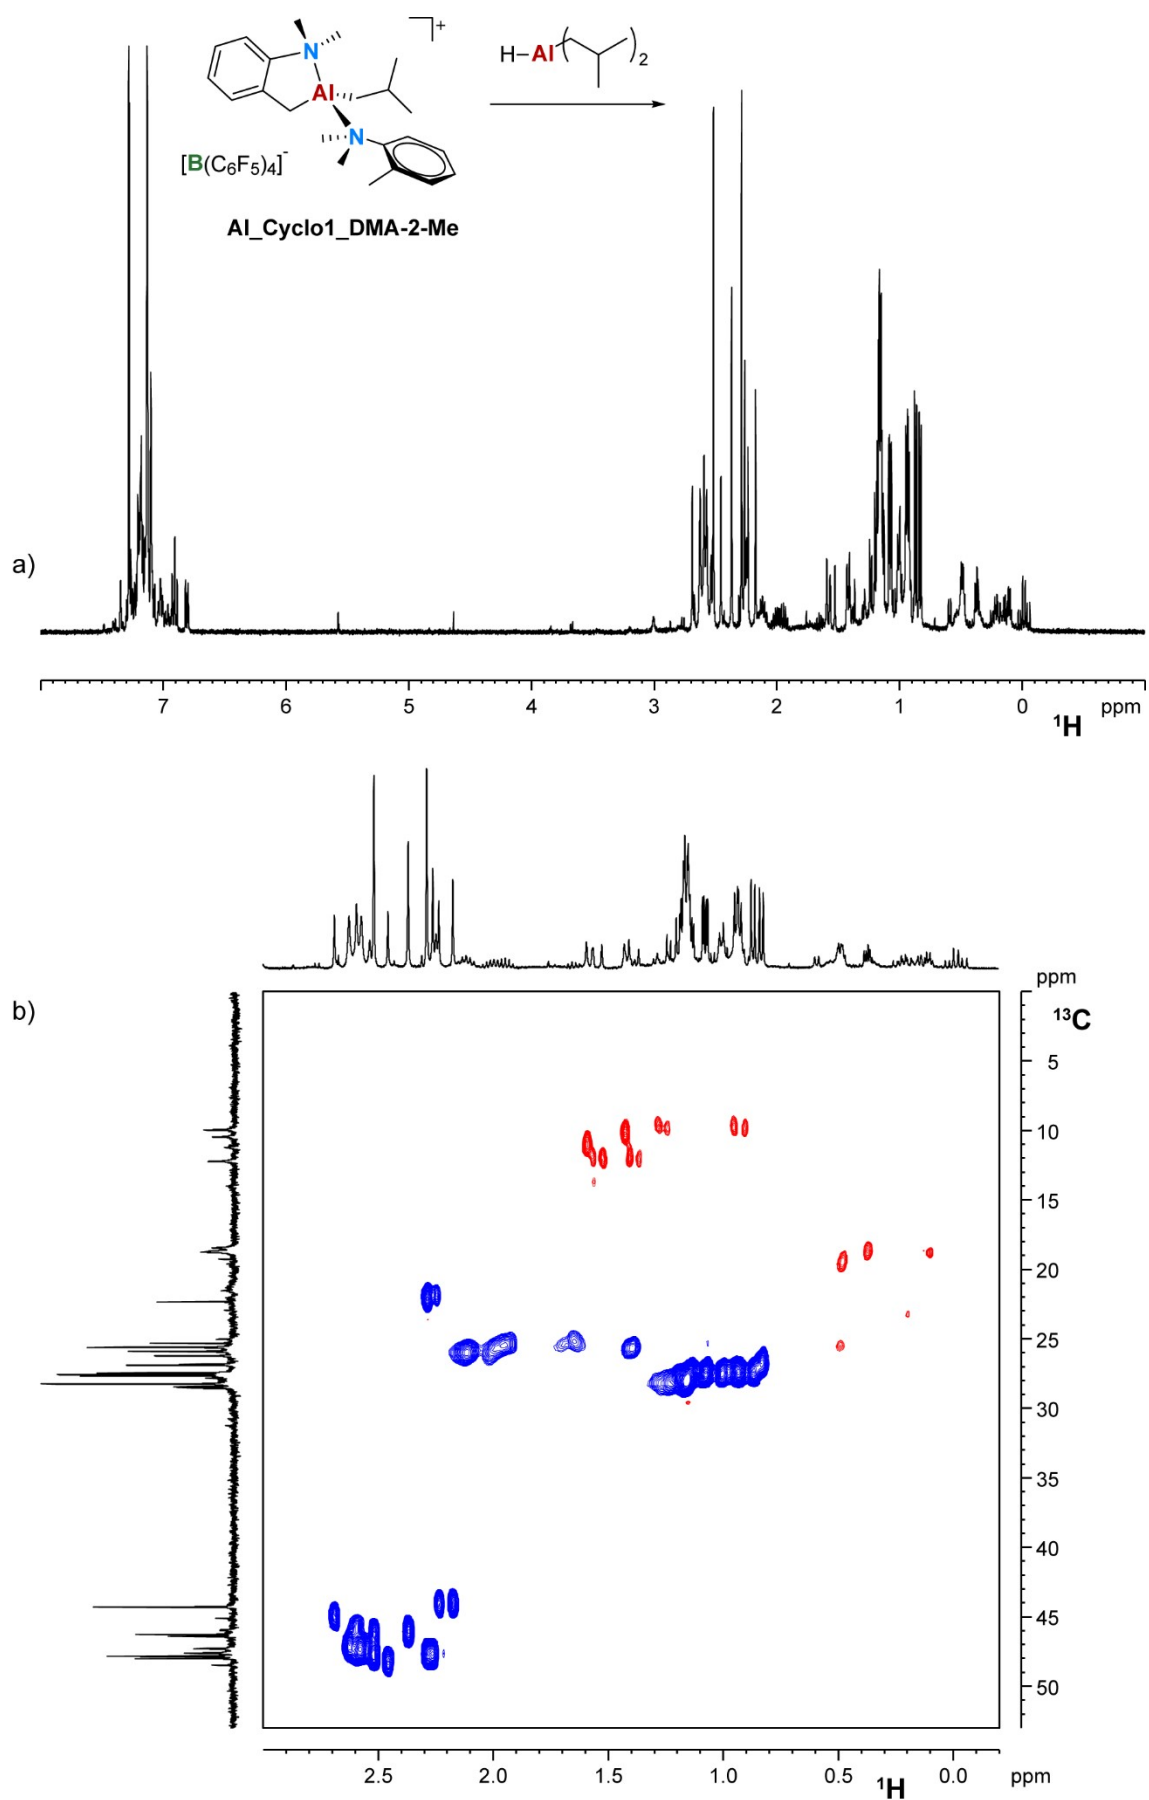 N
]+
Al
H–Al( )2
N
[B(C6F5)4]-
Al_Cyclo1_DMA-2-Me
a)
7 6 5 4 3 2 1 0 ppm
1H
ppm
b)
13C
5
10
15
20
25
30
35
40
45
50
2.5 2.0 1.5 1.0 0.5 0.0 ppm
1H